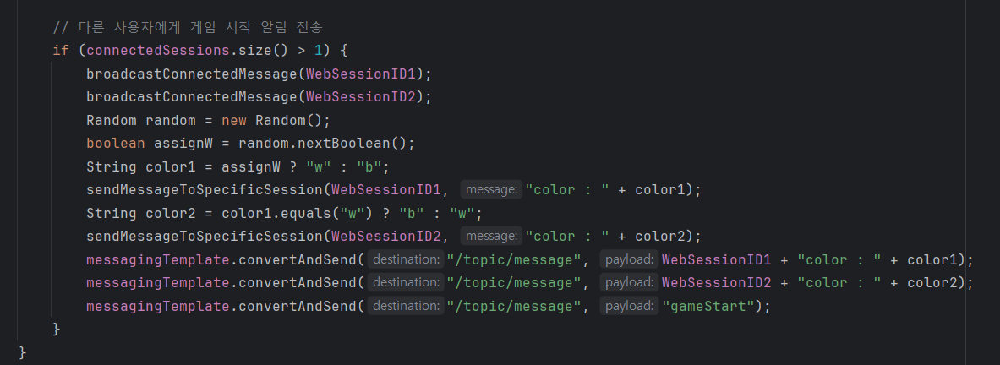 // 다른 사용자에게 게임 시작 알림 전송
if (connectedSessions.size() > 1) {
broadcastConnectedMessage(WebSessionID1);
broadcastConnectedMessage(WebSessionID2);
Random random = new Random();
boolean assignW = random.nextBoolean();
String color1 = assignW ? "w" : "b";
sendMessageToSpecificSession(WebSessionID1, message: "color : " + color1);
String color2 = color1.equals("w") ? "b" : "w";
sendMessageToSpecificSession(WebSessionID2, message: "color : " + color2);
messagingTemplate.convertAndSend( destination: "/topic/message", payload: WebSessionID1 + "color : " + color1);
messagingTemplate.convertAndSend( destination: "/topic/message", payload: WebSessionID2 + "color : " + color2);
messagingTemplate.convertAndSend( destination: "/topic/message", payload: "gameStart");
}
}